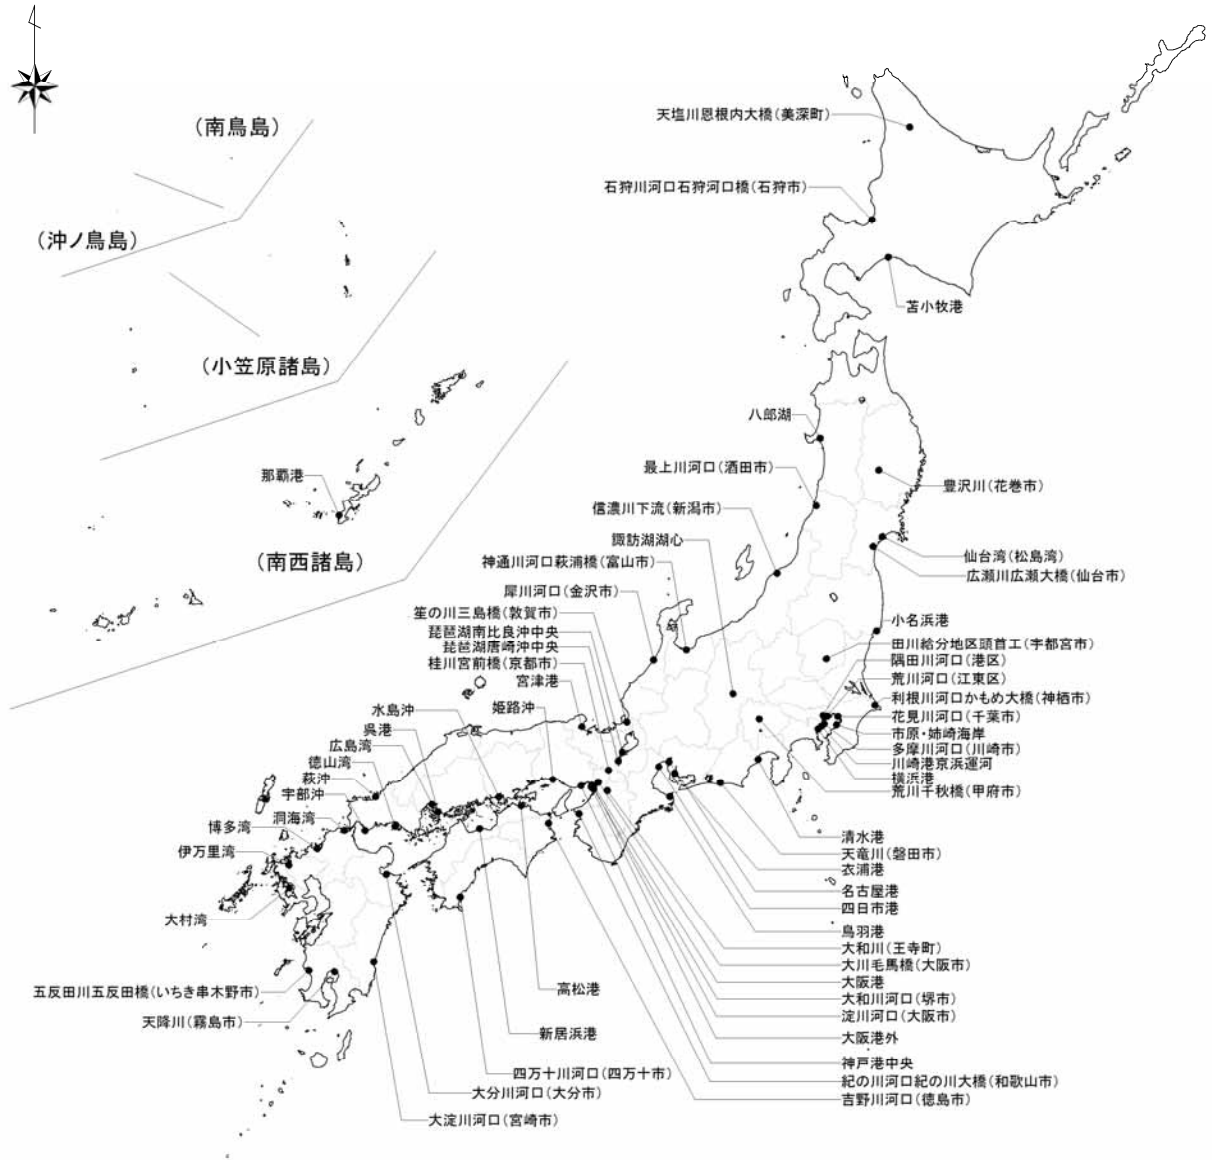 (南鳥島)
天塩川恩根内大橋(美深町)
石狩川河口石狩河口橋(石狩市)
(沖ノ鳥島)
苫小牧港
(小笠原諸島)
八郎湖
最上川河口(酒田市)
那覇港
豊沢川(花巻市)
信濃川下流(新潟市)
諏訪湖湖心
仙台湾(松島湾)
(南西諸島)
神通川河口萩浦橋(富山市)
広瀬川広瀬大橋(仙台市)
犀川河口(金沢市)
笙の川三島橋(敦賀市)
小名浜港
琵琶湖南比良沖中央
田川給分地区頭首工(宇都宮市)
琵琶湖唐崎沖中央
隅田川河口(港区)
桂川宮前橋(京都市)
荒川河口(江東区)
宮津港
利根川河口かもめ大橋(神栖市)
姫路沖
水島沖
花見川河口(千葉市)
呉港
市原・姉崎海岸
広島湾
多摩川河口(川崎市)
徳山湾
川崎港京浜運河
萩沖
横浜港
宇部沖
荒川千秋橋(甲府市)
洞海湾
博多湾
清水港
伊万里湾
天竜川(磐田市)
衣浦港
名古屋港
四日市港
大村湾
鳥羽港
大和川(王寺町)
大川毛馬橋(大阪市)
大阪港
五反田川五反田橋(いちき串木野市)
高松港
大和川河口(堺市)
淀川河口(大阪市)
天降川(霧島市)
新居浜港
大阪港外
神戸港中央
四万十川河口(四万十市)
紀の川河口紀の川大橋(和歌山市)
大分川河口(大分市)
吉野川河口(徳島市)
大淀川河口(宮崎市)